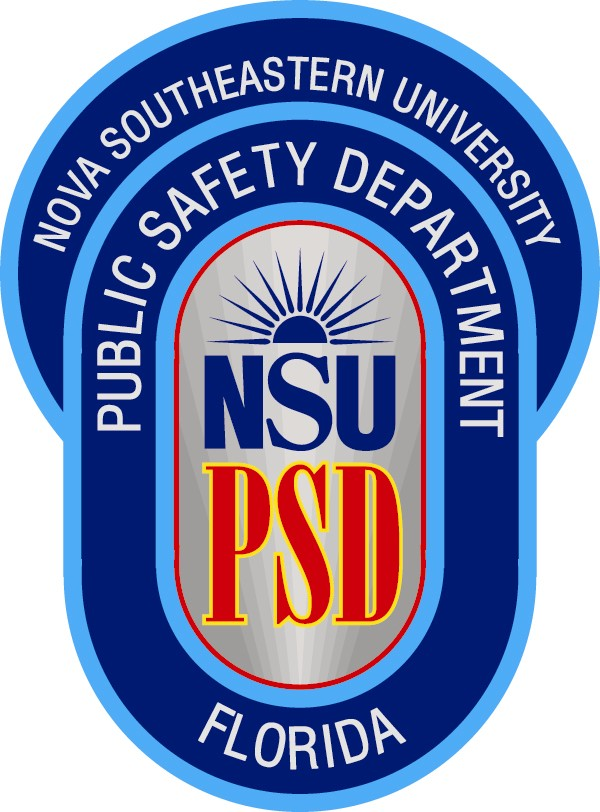 NOVA SOUTHEASTERN UNIVERSITY
PUBLIC SAFETY DEPARTMENT
NSU
PSD
FLORIDA